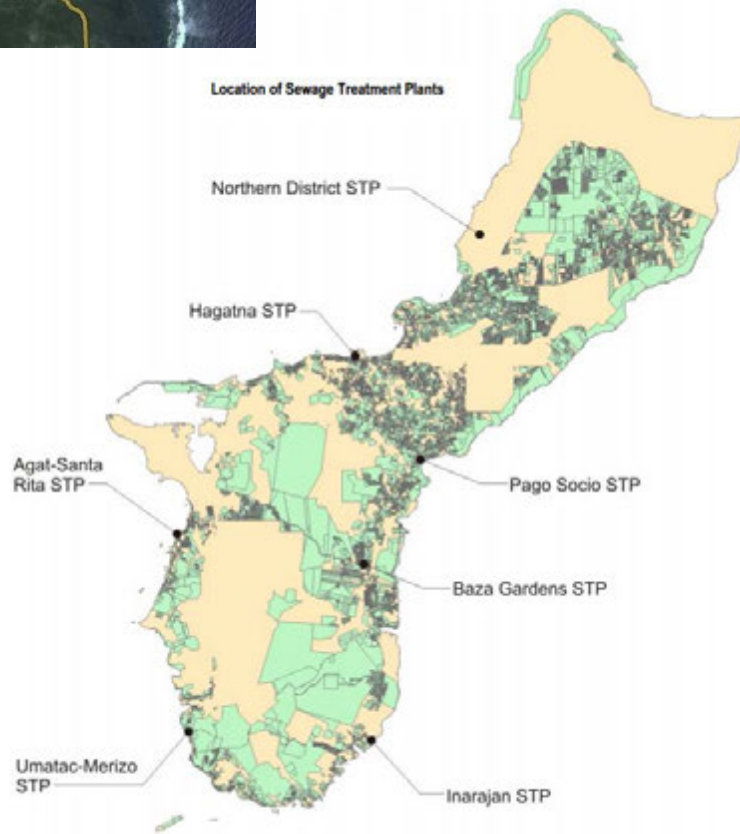 Location of Sewage Treatment Plants
Northern District STP
Hagatna STP
Agat-Santa
Rita STP
Pago Socio STP
Baza Gardens STP
Umatac-Merizo
STP
Inarajan STP